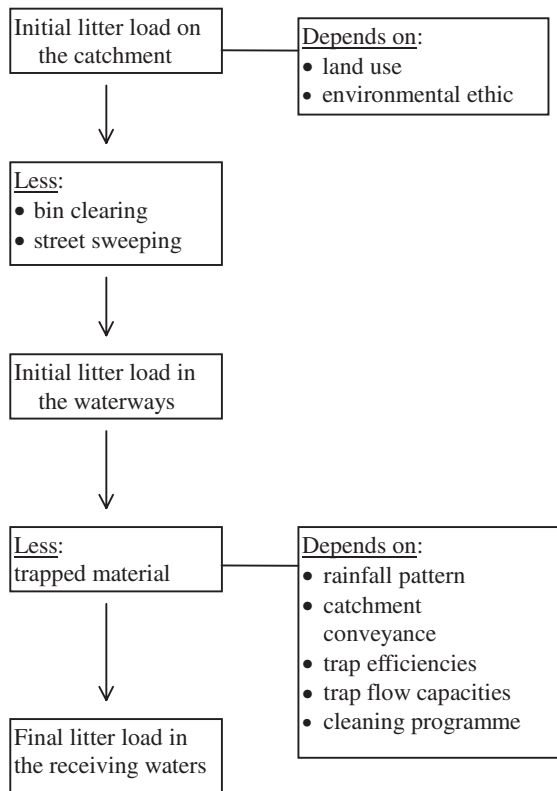 Initial litter load on
the catchment
Depends on:
• land use
• environmental ethic
Less:
• bin clearing
• street sweeping
Initial litter load in
the waterways
Less:
trapped material
Depends on:
• rainfall pattern
• catchment
conveyance
• trap efficiencies
• trap flow capacities
• cleaning programme
Final litter load in
the receiving waters